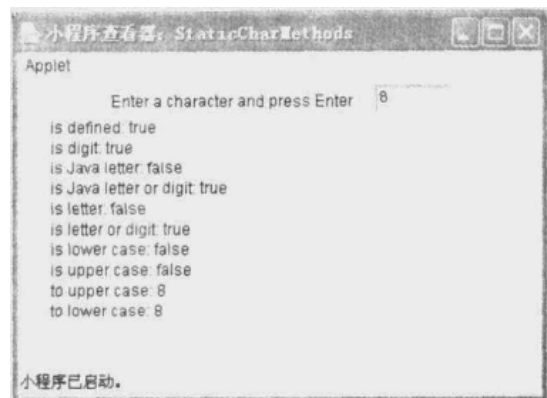 小程序查看器: StaticCharMethods
Applet
Enter a character and press Enter 8
is defined: true
is digit: true
is Java letter: false
is Java letter or digit: true
is letter: false
is letter or digit: true
is lower case: false
is upper case: false
to upper case: 8
to lower case: 8
小程序已启动。